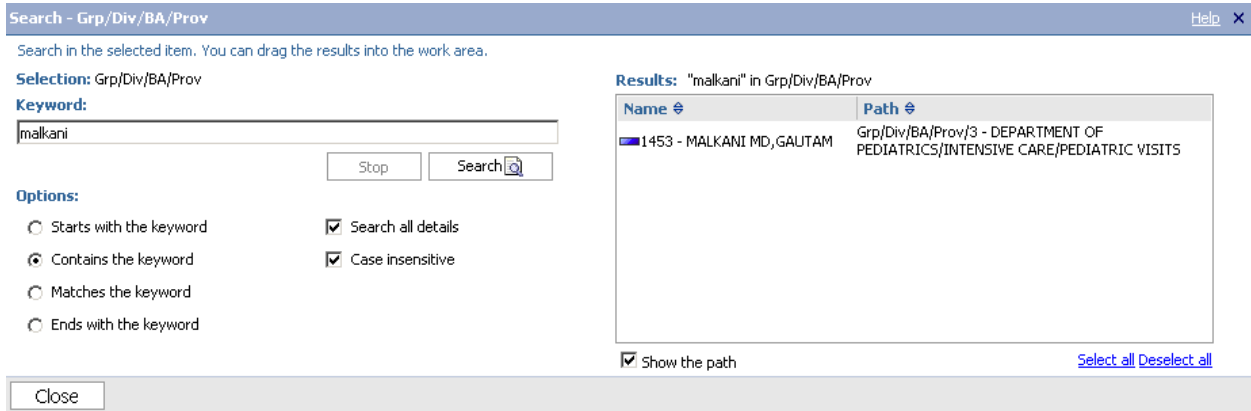 Search - Grp/Div/BA/Prov
Help
Search in the selected item. You can drag the results into the work area.
Selection: Grp/Div/BA/Prov
Keyword:
malkani
Stop
Search
Options:
Starts with the keyword
Search all details
Contains the keyword
Case insensitive
Matches the keyword
Ends with the keyword
Results: "malkani" in Grp/Div/BA/Prov
Name
Path
1453 - MALKANI MD,GAUTAM
Grp/Div/BA/Prov/3 - DEPARTMENT OF
PEDIATRICS/INTENSIVE CARE/PEDIATRIC VISITS
Show the path
Select all Deselect all
Close